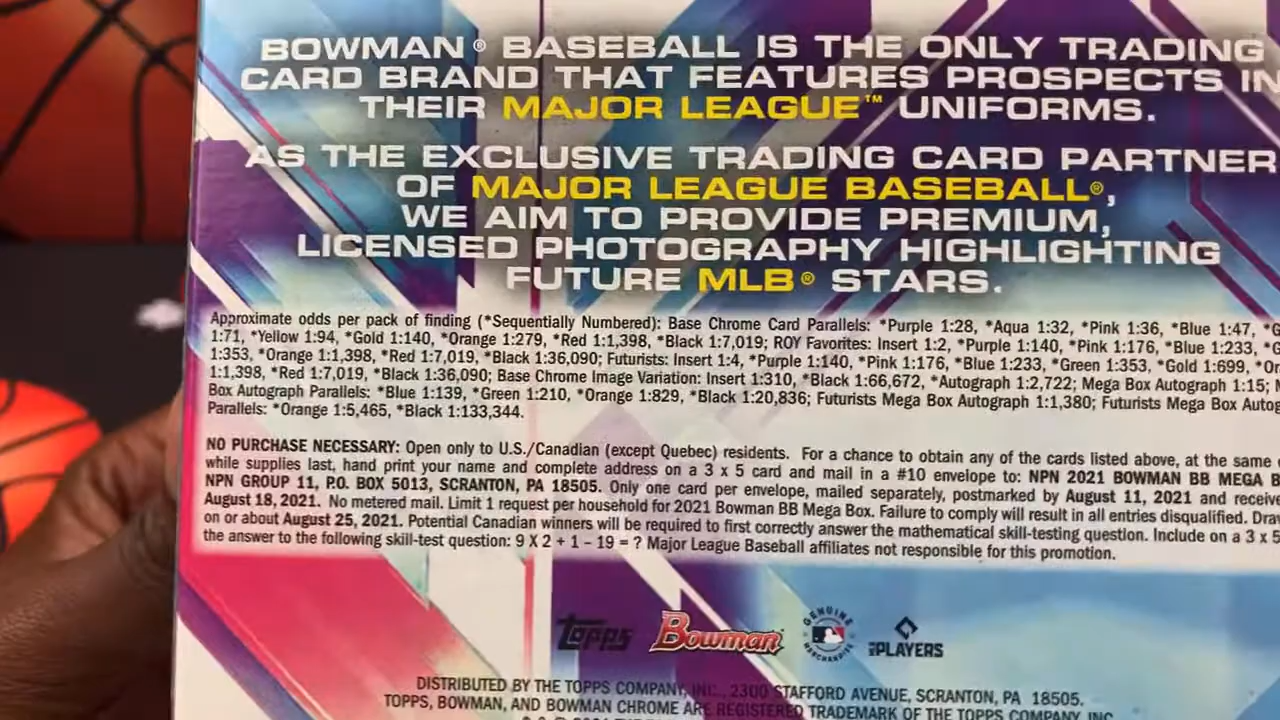 BOWMAN® BASEBALL IS THE ONLY TRADING
CARD BRAND THAT FEATURES PROSPECTS IN
THEIR MAJOR LEAGUE™ UNIFORMS.
AS THE EXCLUSIVE TRADING CARD PARTNER
OF MAJOR LEAGUE BASEBALL®,
WE AIM TO PROVIDE PREMIUM,
LICENSED PHOTOGRAPHY HIGHLIGHTING
FUTURE MLB® STARS.
Approximate odds per pack of finding (*Sequentially Numbered): Base Chrome Card Parallels: *Purple 1:28, *Aqua 1:32, *Pink 1:36, *Blue 1:47,
1:71, *Yellow 1:94, *Gold 1:140, *Orange 1:279, *Red 1:1,398, *Black 1:7,019; ROY Favorites: Insert 1:2, *Purple 1:140, *Pink 1:176, *Blue 1:233,
1:353, *Orange 1:1,398, *Red 1:7,019, *Black 1:36,090; Futurists: Insert 1:4, *Purple 1:140, *Pink 1:176, *Blue 1:233, *Green 1:353, *Gold 1:699,
1:1,398, *Red 1:7,019, *Black 1:36,090; Base Chrome Image Variation: Insert 1:310, *Black 1:66,672, *Autograph 1:2,722; Mega Box Autograph 1:15;
Box Autograph Parallels: *Blue 1:139, *Green 1:210, *Orange 1:829, *Black 1:20,836; Futurists Mega Box Autograph 1:1,380; Futurists Mega Box
Parallels: *Orange 1:5,465, *Black 1:133,344.
NO PURCHASE NECESSARY: Open only to U.S./Canadian (except Quebec) residents. For a chance to obtain any of the cards listed above, at the same
while supplies last, hand print your name and complete address on a 3 x 5 card and mail in a #10 envelope to: NPN 2021 BOWMAN BB MEGA
NPN GROUP 11, P.O. BOX 5013, SCRANTON, PA 18505. Only one card per envelope, mailed separately, postmarked by August 11, 2021 and
August 18, 2021. No metered mail. Limit 1 request per household for 2021 Bowman BB Mega Box. Failure to comply will result in all entries disqualified.
on or about August 25, 2021. Potential Canadian winners will be required to first correctly answer the mathematical skill-testing question. Include on a 3 x 5
the answer to the following skill-test question: 9 X 2 + 1 – 19 = ? Major League Baseball affiliates not responsible for this promotion.
topps Bowman GENUINE MERCHANDISE PLAYERS
DISTRIBUTED BY THE TOPPS COMPANY, INC., 2300 STAFFORD AVENUE, SCRANTON, PA 18505.
TOPPS, BOWMAN, AND BOWMAN CHROME ARE REGISTERED TRADEMARK OF THE TOPPS COMPANY, INC.